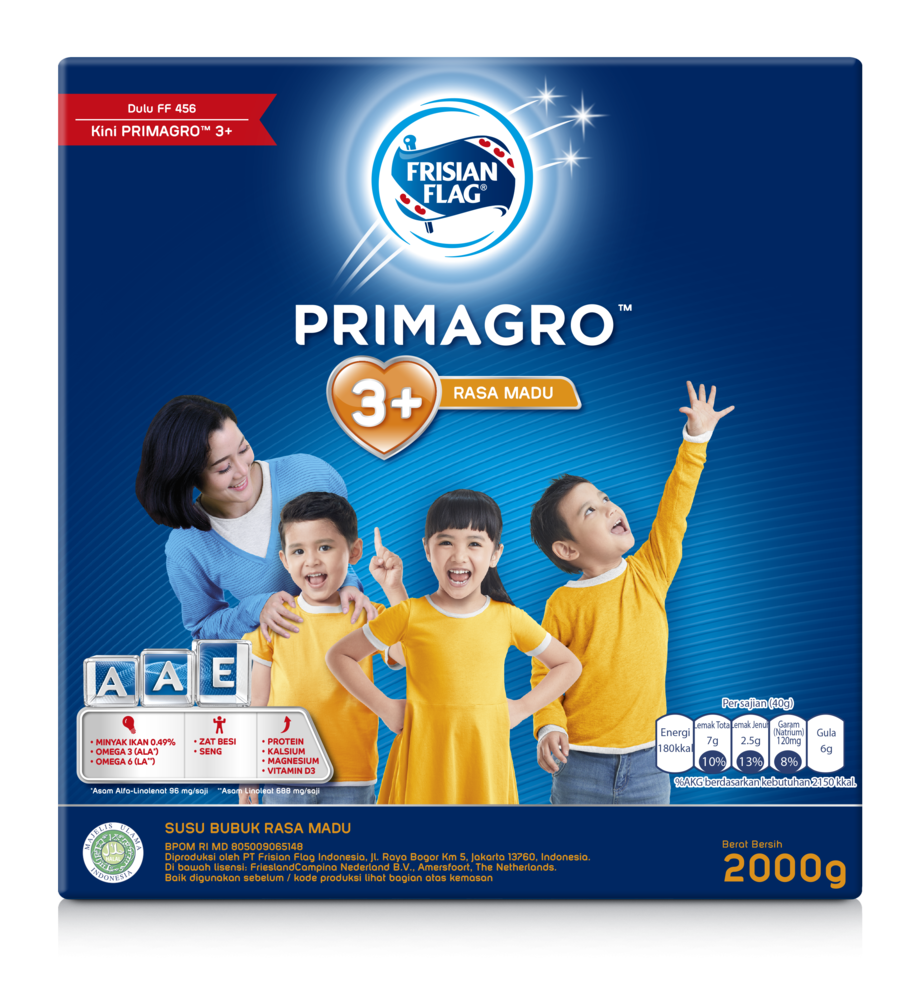 Dulu FF 456
Kini PRIMAGRO™ 3+
FRISIAN
FLAG®
PRIMAGRO™
3+
RASA MADU
A A E
• MINYAK IKAN 0.49%
• OMEGA 3 (ALA*)
• OMEGA 6 (LA**)
• ZAT BESI
• SENG
• PROTEIN
• KALSIUM
• MAGNESIUM
• VITAMIN D3
*Asam Alfa-Linolenat 96 mg/saji **Asam Linoleat 688 mg/saji
Per sajian (40g)
Energi
180kkal
Lemak Total
7g
10%
Lemak Jenuh
2.5g
13%
Garam
(Natrium)
120mg
8%
Gula
6g
%AKG berdasarkan kebutuhan 2150 kkal.
MAJELIS ULAMA
INDONESIA
SUSU BUBUK RASA MADU
BPOM RI MD 805009065148
Diproduksi oleh PT Frisian Flag Indonesia, Jl. Raya Bogor Km 5, Jakarta 13760, Indonesia.
Di bawah lisensi: FrieslandCampina Nederland B.V., Amersfoort, The Netherlands.
Baik digunakan sebelum / kode produksi lihat bagian atas kemasan
Berat Bersih
2000g